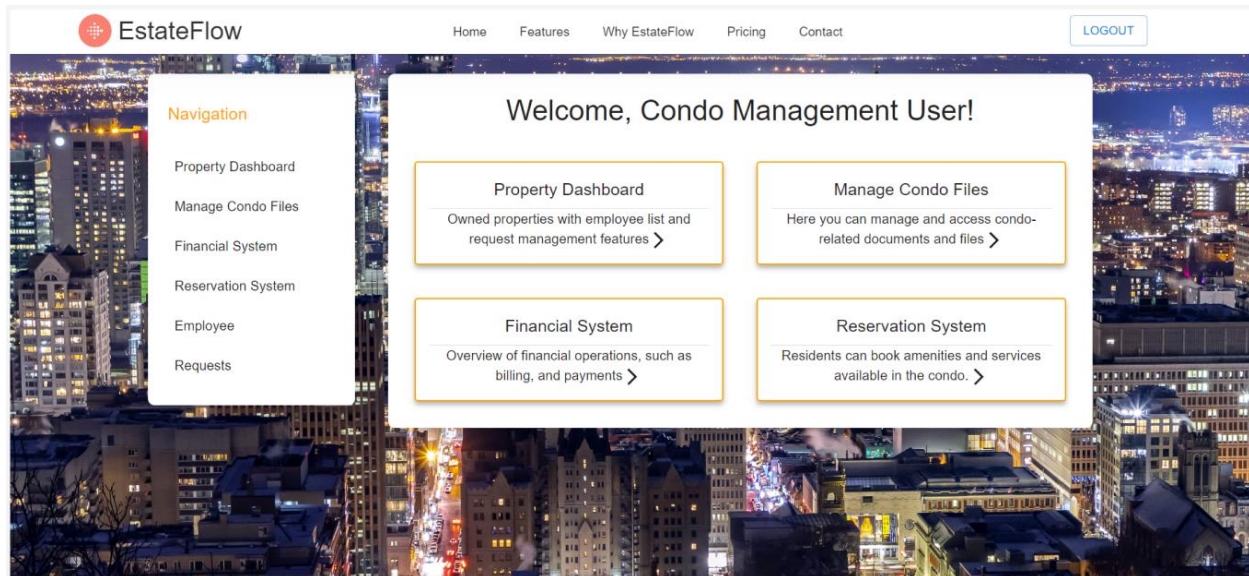 EstateFlow
Home Features Why EstateFlow Pricing Contact
LOGOUT
Navigation
Property Dashboard
Manage Condo Files
Financial System
Reservation System
Employee
Requests
Welcome, Condo Management User!
Property Dashboard
Owned properties with employee list and
request management features
Manage Condo Files
Here you can manage and access condo-
related documents and files
Financial System
Overview of financial operations, such as
billing, and payments
Reservation System
Residents can book amenities and services
available in the condo.